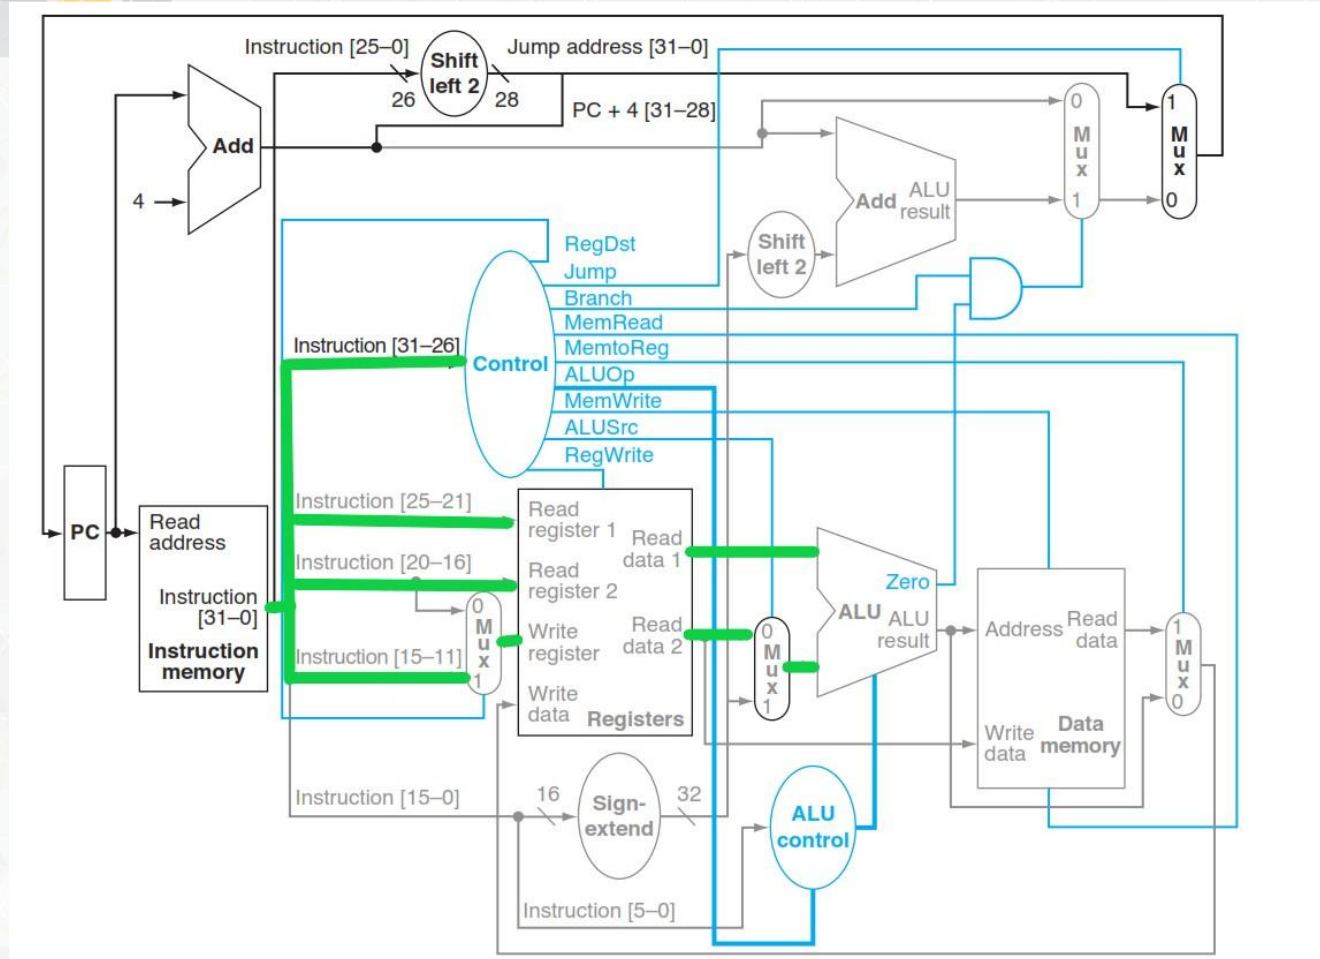 Instruction [25–0]
Shift
left 2
Jump address [31–0]
26
28
PC + 4 [31–28]
Add
4
0
M
u
x
1
1
M
u
x
0
Add
ALU
result
Shift
left 2
RegDst
Jump
Branch
MemRead
MemtoReg
ALUOp
MemWrite
ALUSrc
RegWrite
Instruction [31–26]
Control
PC
Read
address
Instruction
[31–0]
Instruction
memory
Instruction [25–21]
Instruction [20–16]
Instruction [15–11]
0
M
u
x
1
Read
register 1
Read
register 2
Write
register
Write
data
Read
data 1
Read
data 2
Registers
0
M
u
x
1
Zero
ALU
ALU
result
Address
Read
data
Write
data
Data
memory
1
M
u
x
0
Instruction [15–0]
16
Sign-
extend
32
ALU
control
Instruction [5–0]